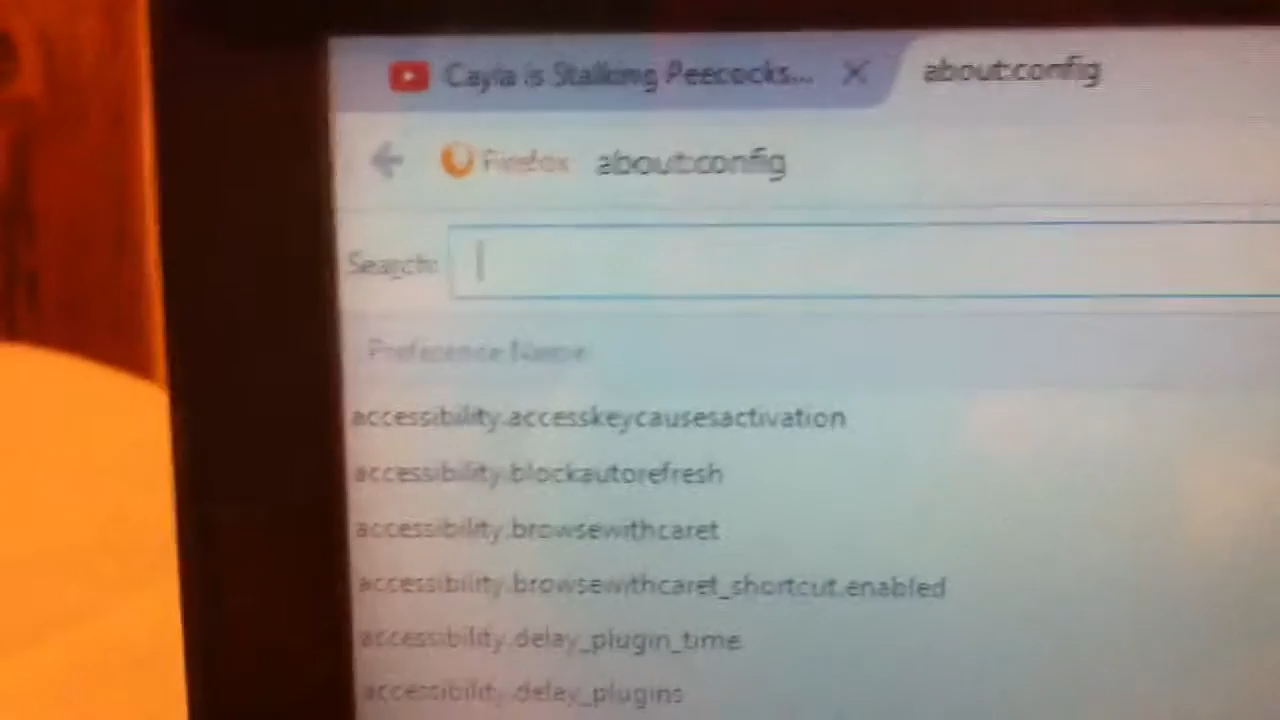 Cayla is Stalking Peecocks... about:config
Firefox about:config
Search:
Preference Name
accessibility.accesskeycausesactivation
accessibility.blockautorefresh
accessibility.browsewithcaret
accessibility.browsewithcaret_shortcut.enabled
accessibility.delay_plugin_time
accessibility.delay_plugins